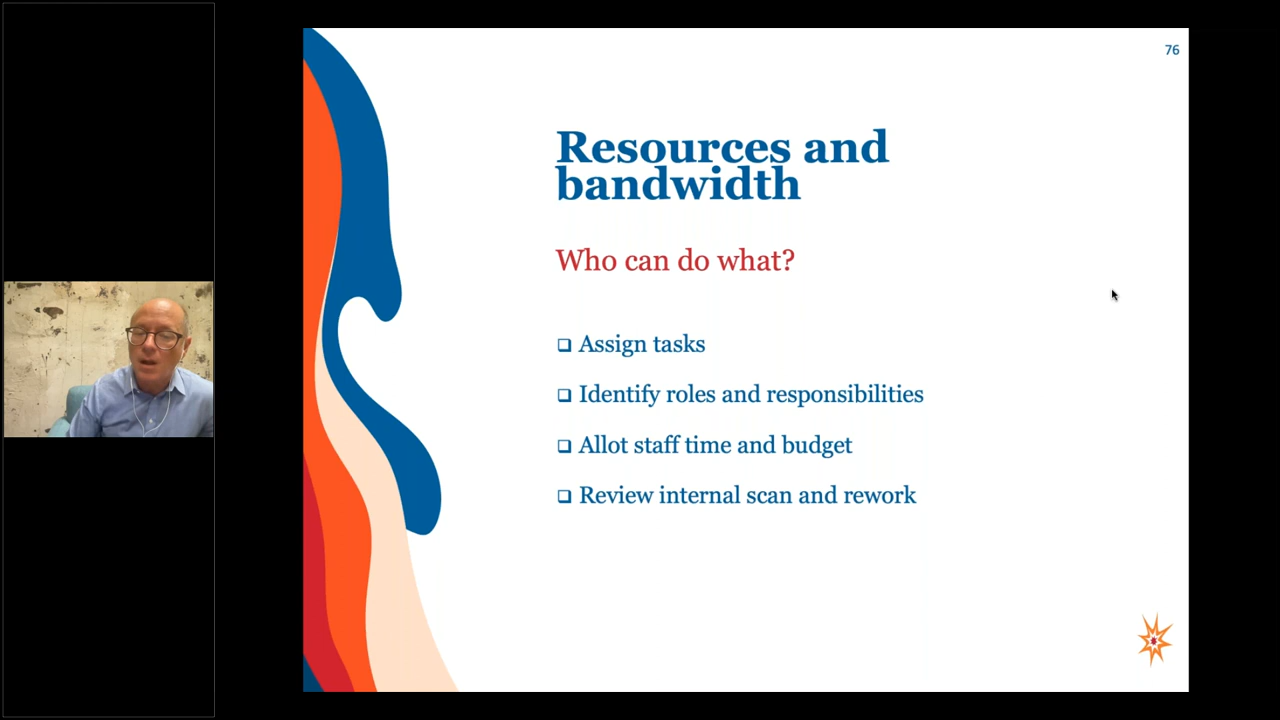 76
Resources and
bandwidth
Who can do what?
Assign tasks
Identify roles and responsibilities
Allot staff time and budget
Review internal scan and rework